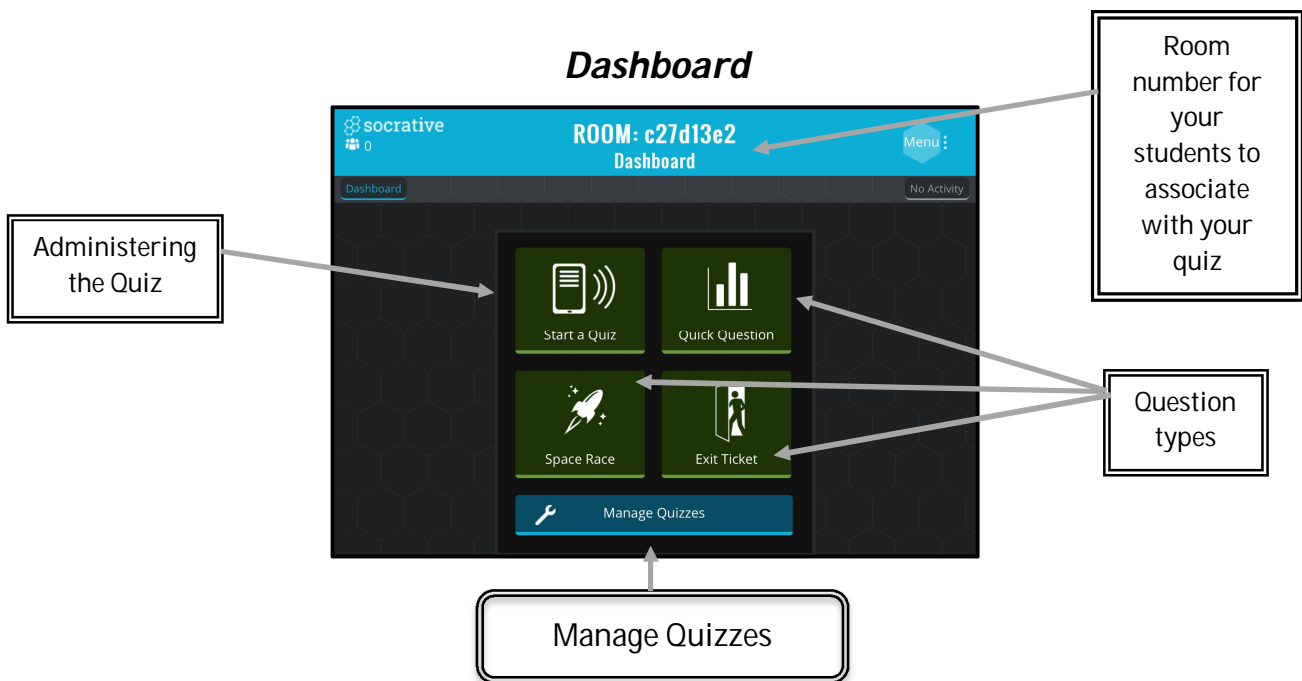 Dashboard
Room
number for
your
students to
associate
with your
quiz
socrative
0
ROOM: c27d13e2
Dashboard
Menu
Dashboard
No Activity
Administering
the Quiz
Start a Quiz
Quick Question
Space Race
Exit Ticket
Question
types
Manage Quizzes
Manage Quizzes